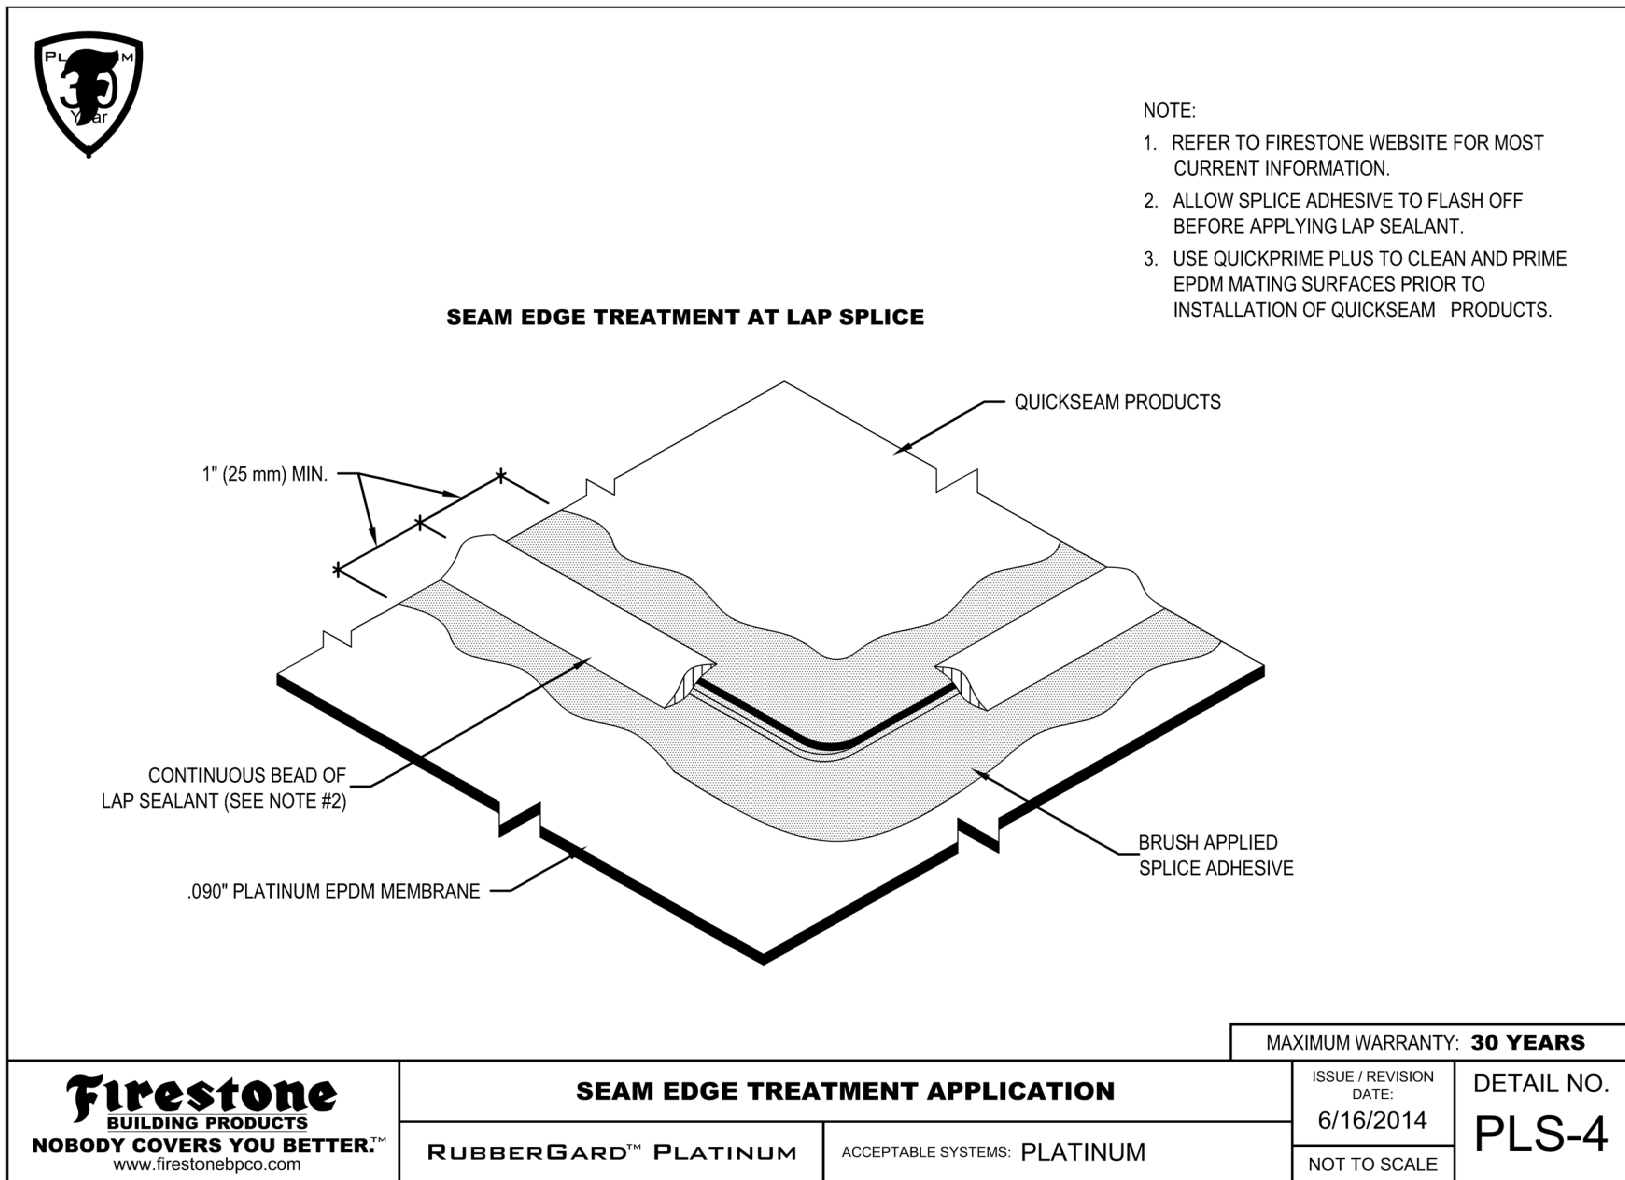 30
Year
NOTE:
1. REFER TO FIRESTONE WEBSITE FOR MOST
CURRENT INFORMATION.
2. ALLOW SPLICE ADHESIVE TO FLASH OFF
BEFORE APPLYING LAP SEALANT.
3. USE QUICKPRIME PLUS TO CLEAN AND PRIME
EPDM MATING SURFACES PRIOR TO
INSTALLATION OF QUICKSEAM PRODUCTS.
SEAM EDGE TREATMENT AT LAP SPLICE
QUICKSEAM PRODUCTS
1" (25 mm) MIN.
CONTINUOUS BEAD OF
LAP SEALANT (SEE NOTE #2)
BRUSH APPLIED
SPLICE ADHESIVE
.090" PLATINUM EPDM MEMBRANE
MAXIMUM WARRANTY: 30 YEARS
Firestone
BUILDING PRODUCTS
NOBODY COVERS YOU BETTER.™
www.firestonebpco.com
SEAM EDGE TREATMENT APPLICATION
RUBBERGARD™ PLATINUM
ACCEPTABLE SYSTEMS: PLATINUM
ISSUE / REVISION
DATE:
6/16/2014
NOT TO SCALE
DETAIL NO.
PLS-4